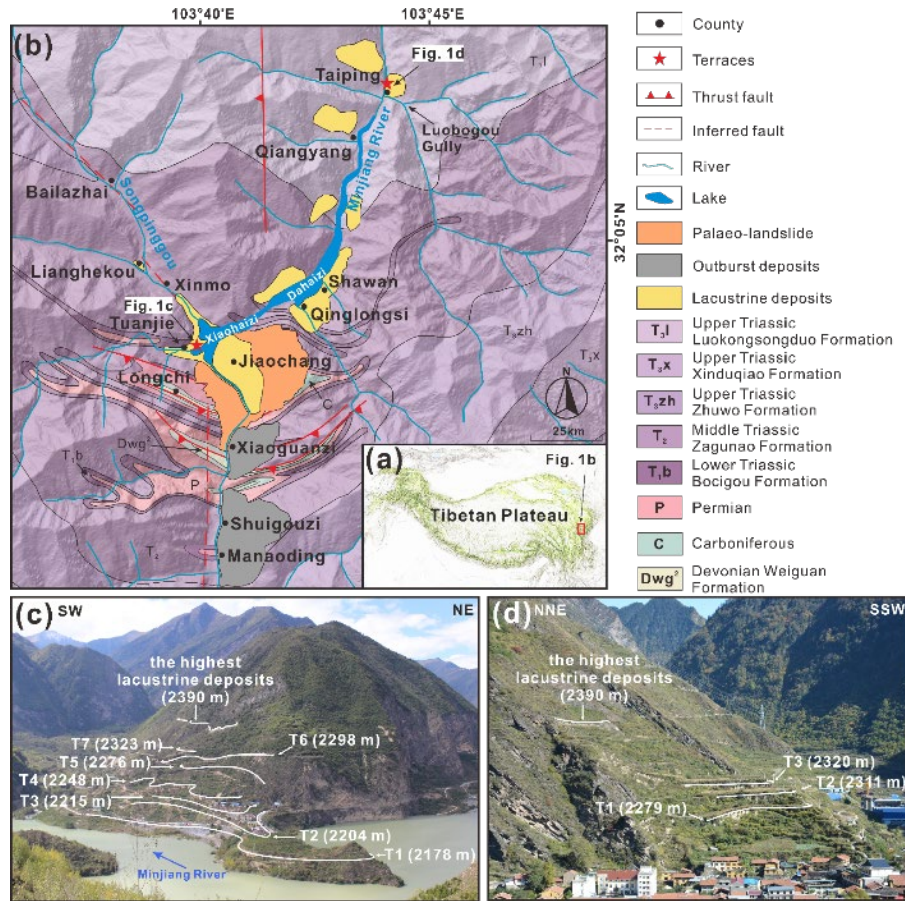 103°40'E
103°45'E
(b)
Taiping
Fig. 1d
T₃l
Luobogou
Gully
Qiangyang
Minjiang River
Bailazhai
Songpinggou
32°05'N
Lianghekou
Xinmo
Shawan
Dahaizi
Fig. 1c
Qinglongsi
Tuanjie
Xiaohaizi
T₃zh
T₃x
Jiaochang
Longchi
C
N
25km
Dwg²
Xiaoguanzi
(a)
Fig. 1b
T₁b
P
Tibetan Plateau
Shuigouzi
T₂
Manaoding
County
Terraces
Thrust fault
Inferred fault
River
Lake
Palaeo-landslide
Outburst deposits
Lacustrine deposits
T₃l Upper Triassic
Luokongsongduo Formation
T₃x Upper Triassic
Xinduqiao Formation
T₃zh Upper Triassic
Zhuwo Formation
T₂ Middle Triassic
Zagunao Formation
T₁b Lower Triassic
Bocigou Formation
P Permian
C Carboniferous
Dwg² Devonian Weiguan
Formation
(c) SW
NE
the highest
lacustrine deposits
(2390 m)
T7 (2323 m)
T6 (2298 m)
T5 (2276 m)
T4 (2248 m)
T3 (2215 m)
T2 (2204 m)
T1 (2178 m)
Minjiang River
(d) NNE
SSW
the highest
lacustrine deposits
(2390 m)
T3 (2320 m)
T2 (2311 m)
T1 (2279 m)